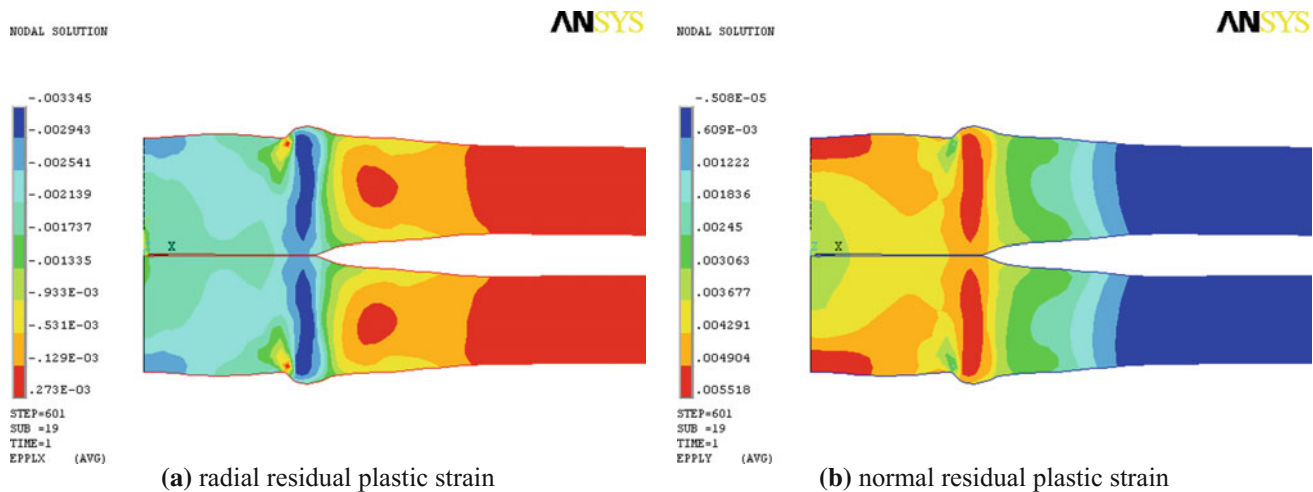 NODAL SOLUTION
ANSYS
-.003345
-.002943
-.002541
-.002139
-.001737
-.001335
-.933E-03
-.531E-03
-.129E-03
.273E-03
X
STEP=601
SUB =19
TIME=1
EPPLX (AVG)
(a) radial residual plastic strain
NODAL SOLUTION
ANSYS
-.508E-05
.609E-03
.001222
.001836
.00245
.003063
.003677
.004291
.004904
.005518
Z X
STEP=601
SUB =19
TIME=1
EPPLY (AVG)
(b) normal residual plastic strain